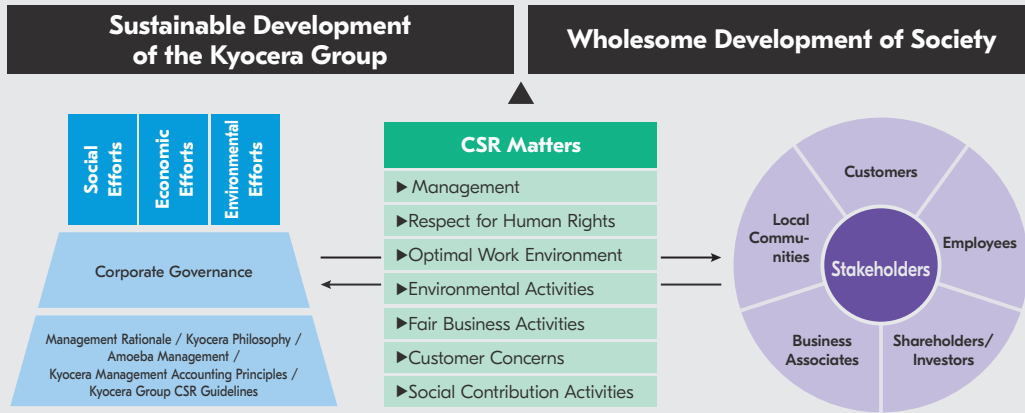 Sustainable Development
of the Kyocera Group
Wholesome Development of Society
Social
Efforts
Economic
Efforts
Environmental
Efforts
Corporate Governance
Management Rationale / Kyocera Philosophy /
Amoeba Management /
Kyocera Management Accounting Principles /
Kyocera Group CSR Guidelines
CSR Matters
▶Management
▶Respect for Human Rights
▶Optimal Work Environment
▶Environmental Activities
▶Fair Business Activities
▶Customer Concerns
▶Social Contribution Activities
Customers
Local
Commu-
nities
Employees
Stakeholders
Business
Associates
Shareholders/
Investors